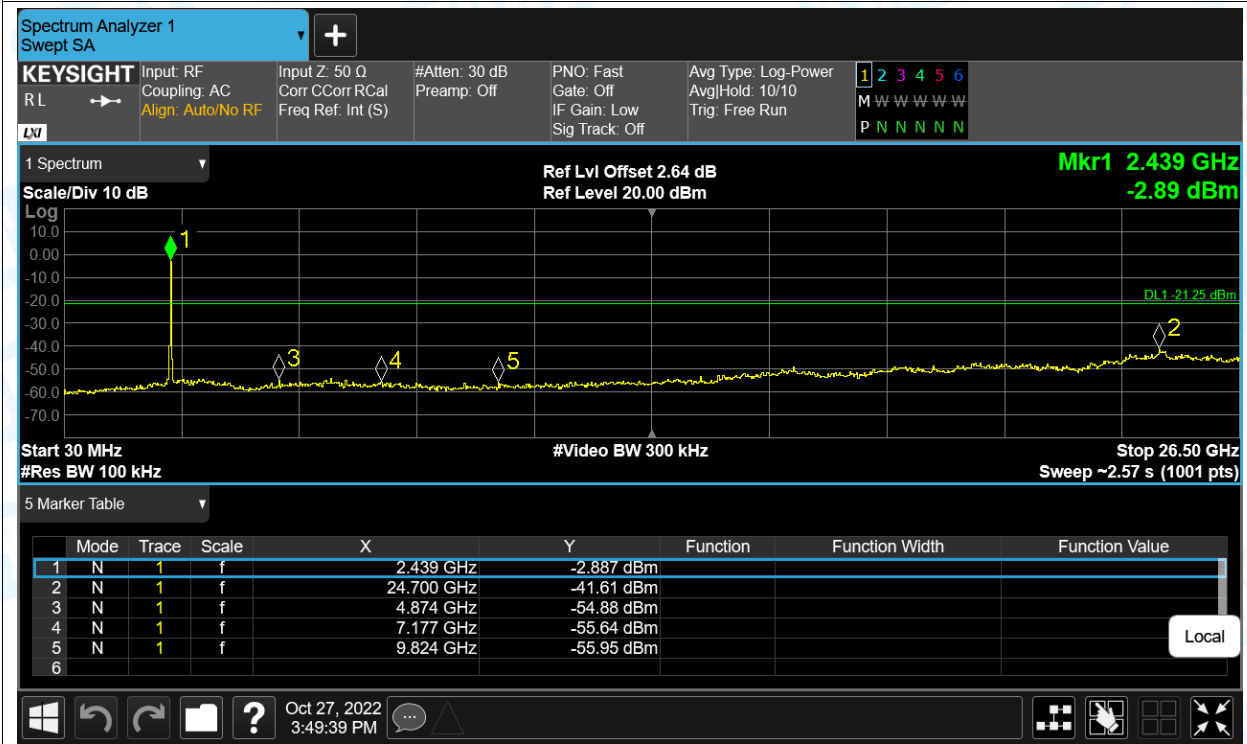 Spectrum Analyzer 1
Swept SA
+
KEYSIGHT
R L
LXI
Input: RF
Coupling: AC
Align: Auto/No RF
Input Z: 50 Ω
Corr CCorr RCal
Freq Ref: Int (S)
#Atten: 30 dB
Preamp: Off
PNO: Fast
Gate: Off
IF Gain: Low
Sig Track: Off
Avg Type: Log-Power
Avg|Hold: 10/10
Trig: Free Run
1 2 3 4 5 6
M W W W W W
P N N N N N
1 Spectrum
Scale/Div 10 dB
Ref Lvl Offset 2.64 dB
Ref Level 20.00 dBm
Mkr1 2.439 GHz
-2.89 dBm
Log
10.0
0.00
-10.0
-20.0
-30.0
-40.0
-50.0
-60.0
-70.0
1
DL1 -21.25 dBm
2
3
4
5
Start 30 MHz
#Res BW 100 kHz
#Video BW 300 kHz
Stop 26.50 GHz
Sweep ~2.57 s (1001 pts)
5 Marker Table
Mode Trace Scale X Y Function Function Width Function Value
1 N 1 f 2.439 GHz -2.887 dBm
2 N 1 f 24.700 GHz -41.61 dBm
3 N 1 f 4.874 GHz -54.88 dBm
4 N 1 f 7.177 GHz -55.64 dBm
5 N 1 f 9.824 GHz -55.95 dBm
6
Local
?
Oct 27, 2022
3:49:39 PM